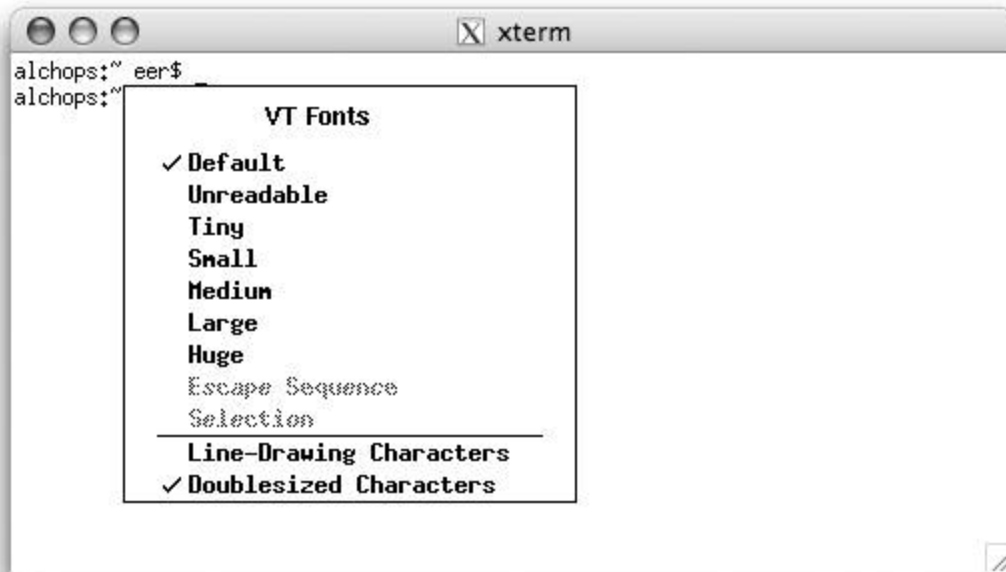 xterm
alchops:~ eer$
alchops:~
VT Fonts
✓Default
Unreadable
Tiny
Small
Medium
Large
Huge
Escape Sequence
Selection
Line-Drawing Characters
✓Doublesized Characters